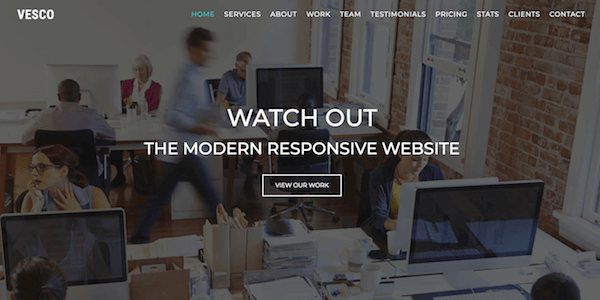 VESCO
HOME SERVICES ABOUT WORK TEAM TESTIMONIALS PRICING STATS CLIENTS CONTACT
WATCH OUT
THE MODERN RESPONSIVE WEBSITE
VIEW OUR WORK